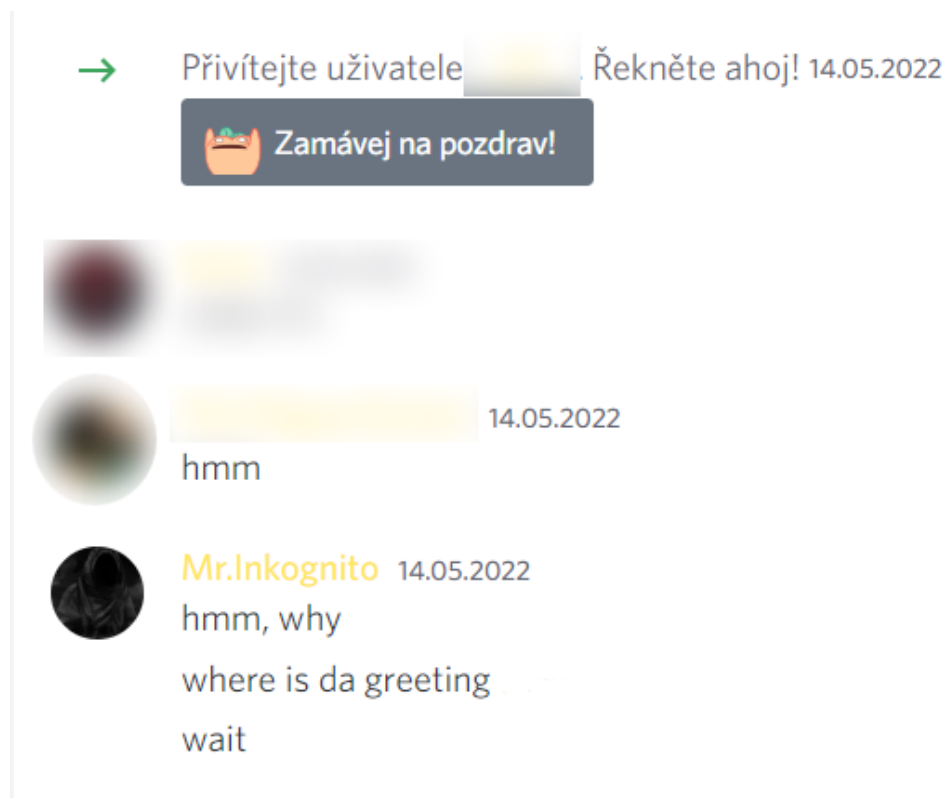 Přivítejte uživatele . Řekněte ahoj! 14.05.2022
Zamávej na pozdrav!
14.05.2022
hmm
Mr.Inkognito 14.05.2022
hmm, why
where is da greeting
wait